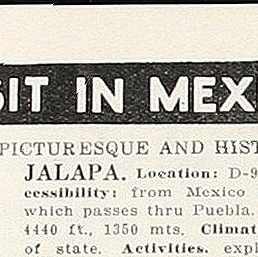 SIT IN MEX
PICTURESQUE AND HIST
JALAPA. Location: D-9
cessibility: from Mexico
which passes thru Puebla.
4440 ft., 1350 mts. Climat
of state. Activities. expl